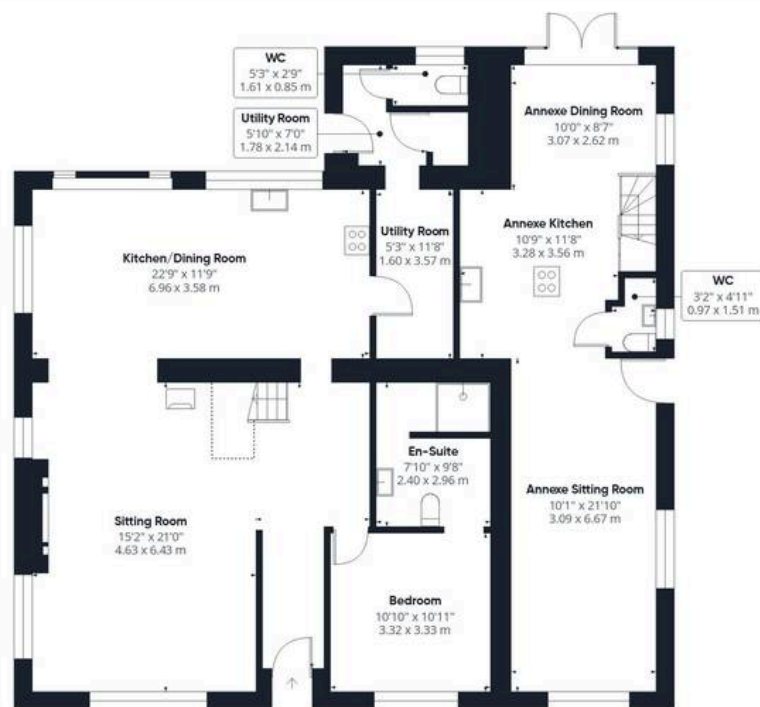 WC
5'3" x 2'9"
1.61 x 0.85 m
Utility Room
5'10" x 7'0"
1.78 x 2.14 m
Annexe Dining Room
10'0" x 8'7"
3.07 x 2.62 m
Kitchen/Dining Room
22'9" x 11'9"
6.96 x 3.58 m
Utility Room
5'3" x 11'8"
1.60 x 3.57 m
Annexe Kitchen
10'9" x 11'8"
3.28 x 3.56 m
WC
3'2" x 4'11"
0.97 x 1.51 m
En-Suite
7'10" x 9'8"
2.40 x 2.96 m
Sitting Room
15'2" x 21'0"
4.63 x 6.43 m
Annexe Sitting Room
10'1" x 21'10"
3.09 x 6.67 m
Bedroom
10'10" x 10'11"
3.32 x 3.33 m